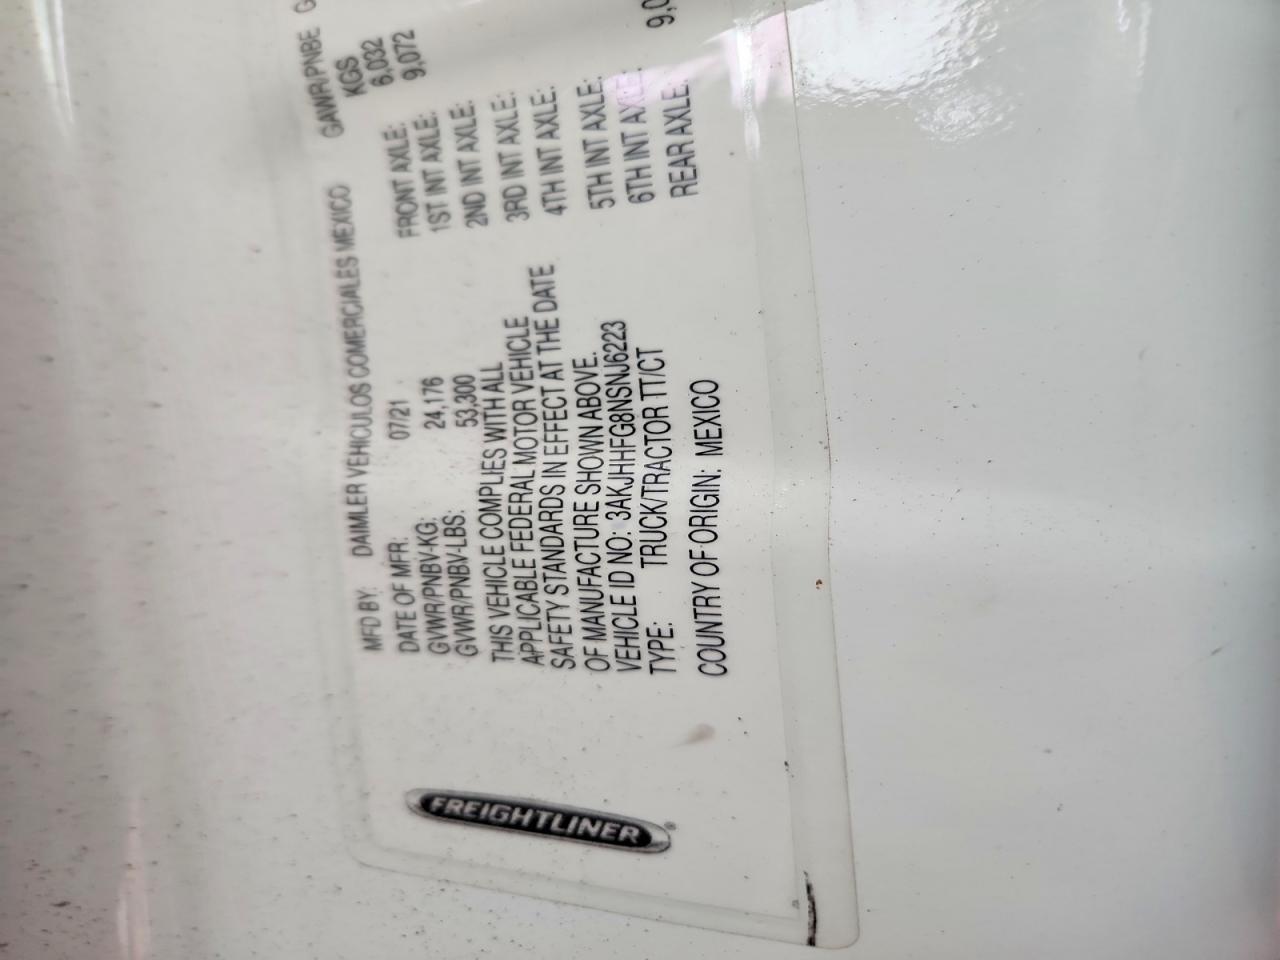 FREIGHTLINER
MFD BY: DAIMLER VEHICULOS COMERCIALES MEXICO
DATE OF MFR: 07/21
GVWR/PNBV-KG: 24,176
GVWR/PNBV-LBS: 53,300
THIS VEHICLE COMPLIES WITH ALL
APPLICABLE FEDERAL MOTOR VEHICLE
SAFETY STANDARDS IN EFFECT AT THE DATE
OF MANUFACTURE SHOWN ABOVE.
VEHICLE ID NO: 3AKJHHFG8NSNJ6223
TYPE: TRUCK/TRACTOR TT/CT
COUNTRY OF ORIGIN: MEXICO
GAWR/PNBE
KGS
FRONT AXLE: 6,032
1ST INT AXLE: 9,072
2ND INT AXLE:
3RD INT AXLE:
4TH INT AXLE:
5TH INT AXLE:
6TH INT AXLE:
REAR AXLE: